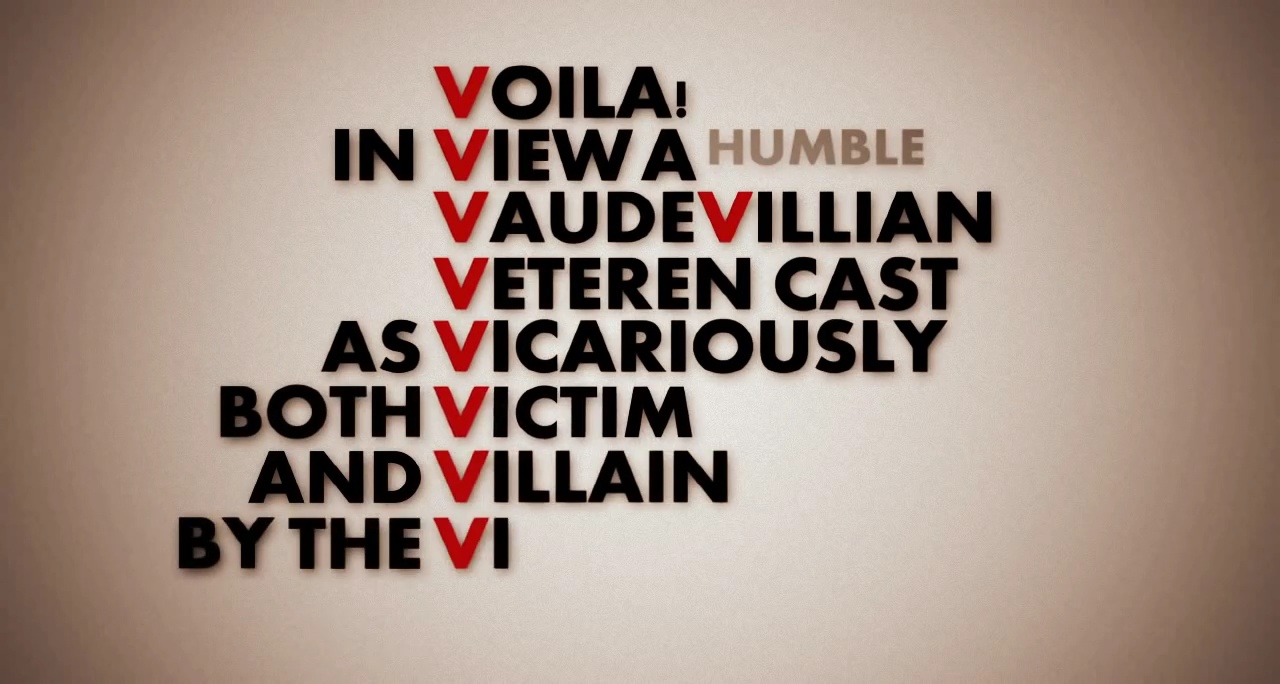 VOILA!
IN VIEW A HUMBLE
VAUDEVILLIAN
VETEREN CAST
AS VICARIOUSLY
BOTH VICTIM
AND VILLAIN
BY THE VI